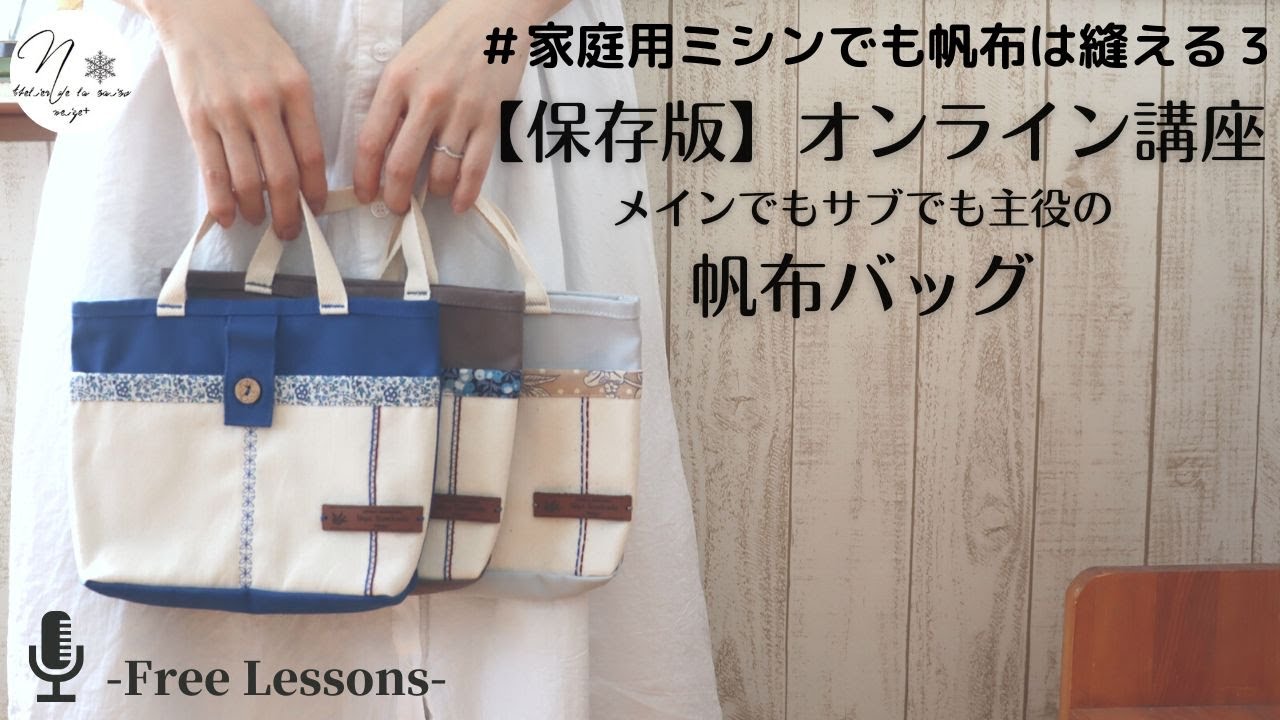 ＃家庭用ミシンでも帆布は縫える３
【保存版】オンライン講座
メインでもサブでも主役の
帆布バッグ
-Free Lessons-